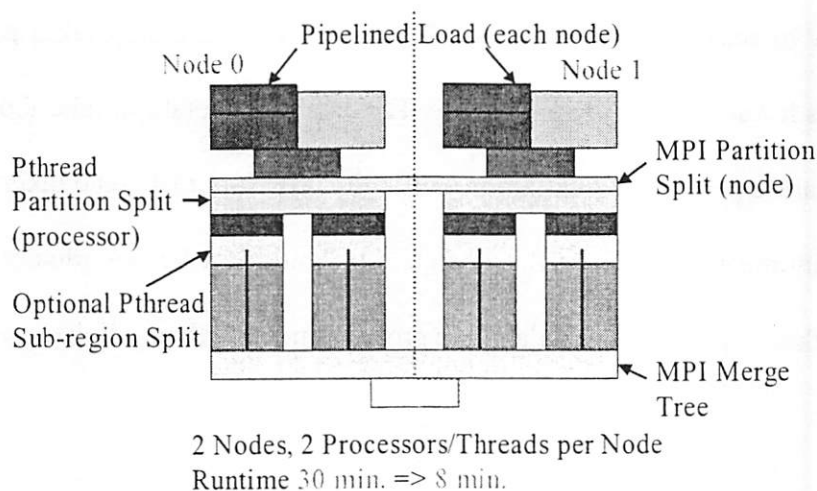 Pipelined Load (each node)
Node 0
Node 1
Pthread
Partition Split
(processor)
MPI Partition
Split (node)
Optional Pthread
Sub-region Split
MPI Merge
Tree
2 Nodes, 2 Processors/Threads per Node
Runtime 30 min. => 8 min.